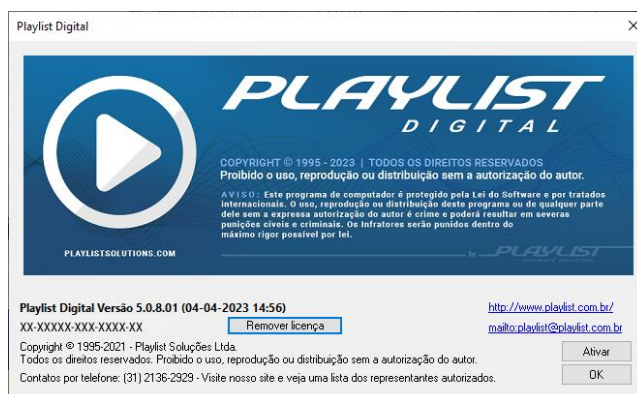 Playlist Digital
PLAYLIST
DIGITAL
COPYRIGHT © 1995 - 2023 | TODOS OS DIREITOS RESERVADOS
Proibido o uso, reprodução ou distribuição sem a autorização do autor.
AVISO: Este programa de computador é protegido pela Lei do Software e por tratados
internacionais. O uso, reprodução ou distribuição deste programa ou de qualquer parte
dele sem a expressa autorização do autor é crime e poderá resultar em severas
punições cíveis e criminais. Os Infratores serão punidos dentro do
máximo rigor possível por lei.
PLAYLISTSOLUTIONS.COM
by PLAYLIST
SOFTWARE SOLUTIONS
Playlist Digital Versão 5.0.8.01 (04-04-2023 14:56)
http://www.playlist.com.br/
XX-XXXXX-XXX-XXXX-XX
Remover licença
mailto:playlist@playlist.com.br
Copyright © 1995-2021 - Playlist Soluções Ltda.
Todos os direitos reservados. Proibido o uso, reprodução ou distribuição sem a autorização do autor.
Ativar
Contatos por telefone: (31) 2136-2929 - Visite nosso site e veja uma lista dos representantes autorizados.
OK